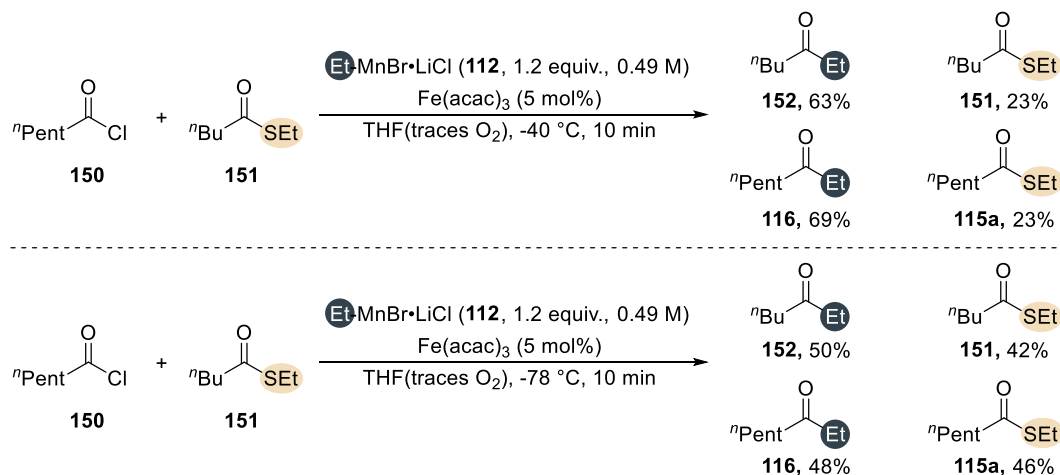 O
O
Et-MnBr•LiCl (112, 1.2 equiv., 0.49 M)
nBu
Et
nBu
SEt
O
O
Fe(acac)3 (5 mol%)
152, 63%
151, 23%
nPent
Cl
+
nBu
SEt
THF(traces O2), -40 °C, 10 min
O
O
150
151
nPent
Et
nPent
SEt
116, 69%
115a, 23%
O
O
Et-MnBr•LiCl (112, 1.2 equiv., 0.49 M)
nBu
Et
nBu
SEt
O
O
Fe(acac)3 (5 mol%)
152, 50%
151, 42%
nPent
Cl
+
nBu
SEt
THF(traces O2), -78 °C, 10 min
O
O
150
151
nPent
Et
nPent
SEt
116, 48%
115a, 46%